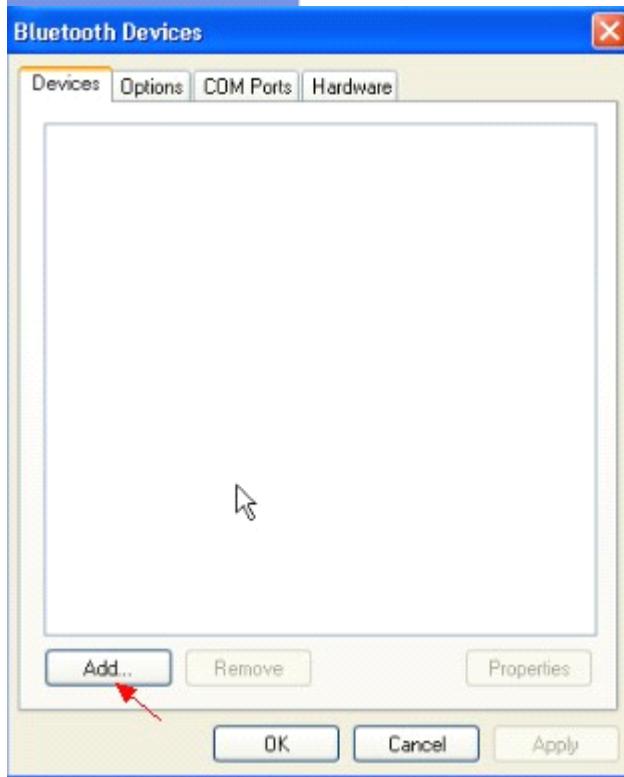 Bluetooth Devices
Devices Options COM Ports Hardware
Add... Remove Properties
OK Cancel Apply